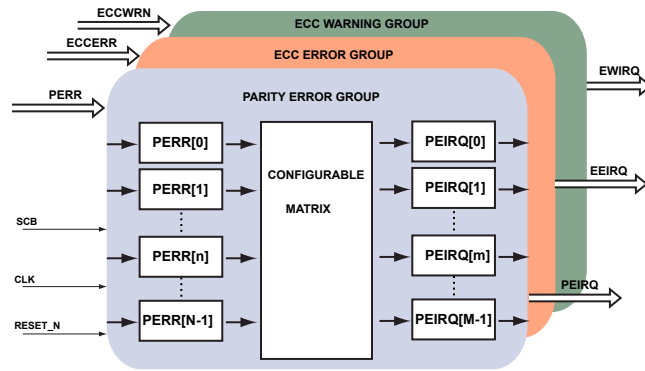 ECCWRN
ECC WARNING GROUP
ECCERR
ECC ERROR GROUP
EWIRQ
PERR
PARITY ERROR GROUP
PERR[0]
PEIRQ[0]
CONFIGURABLE
MATRIX
PERR[1]
PEIRQ[1]
EEIRQ
SCB
PERR[n]
PEIRQ[m]
CLK
PEIRQ
RESET_N
PERR[N-1]
PEIRQ[M-1]